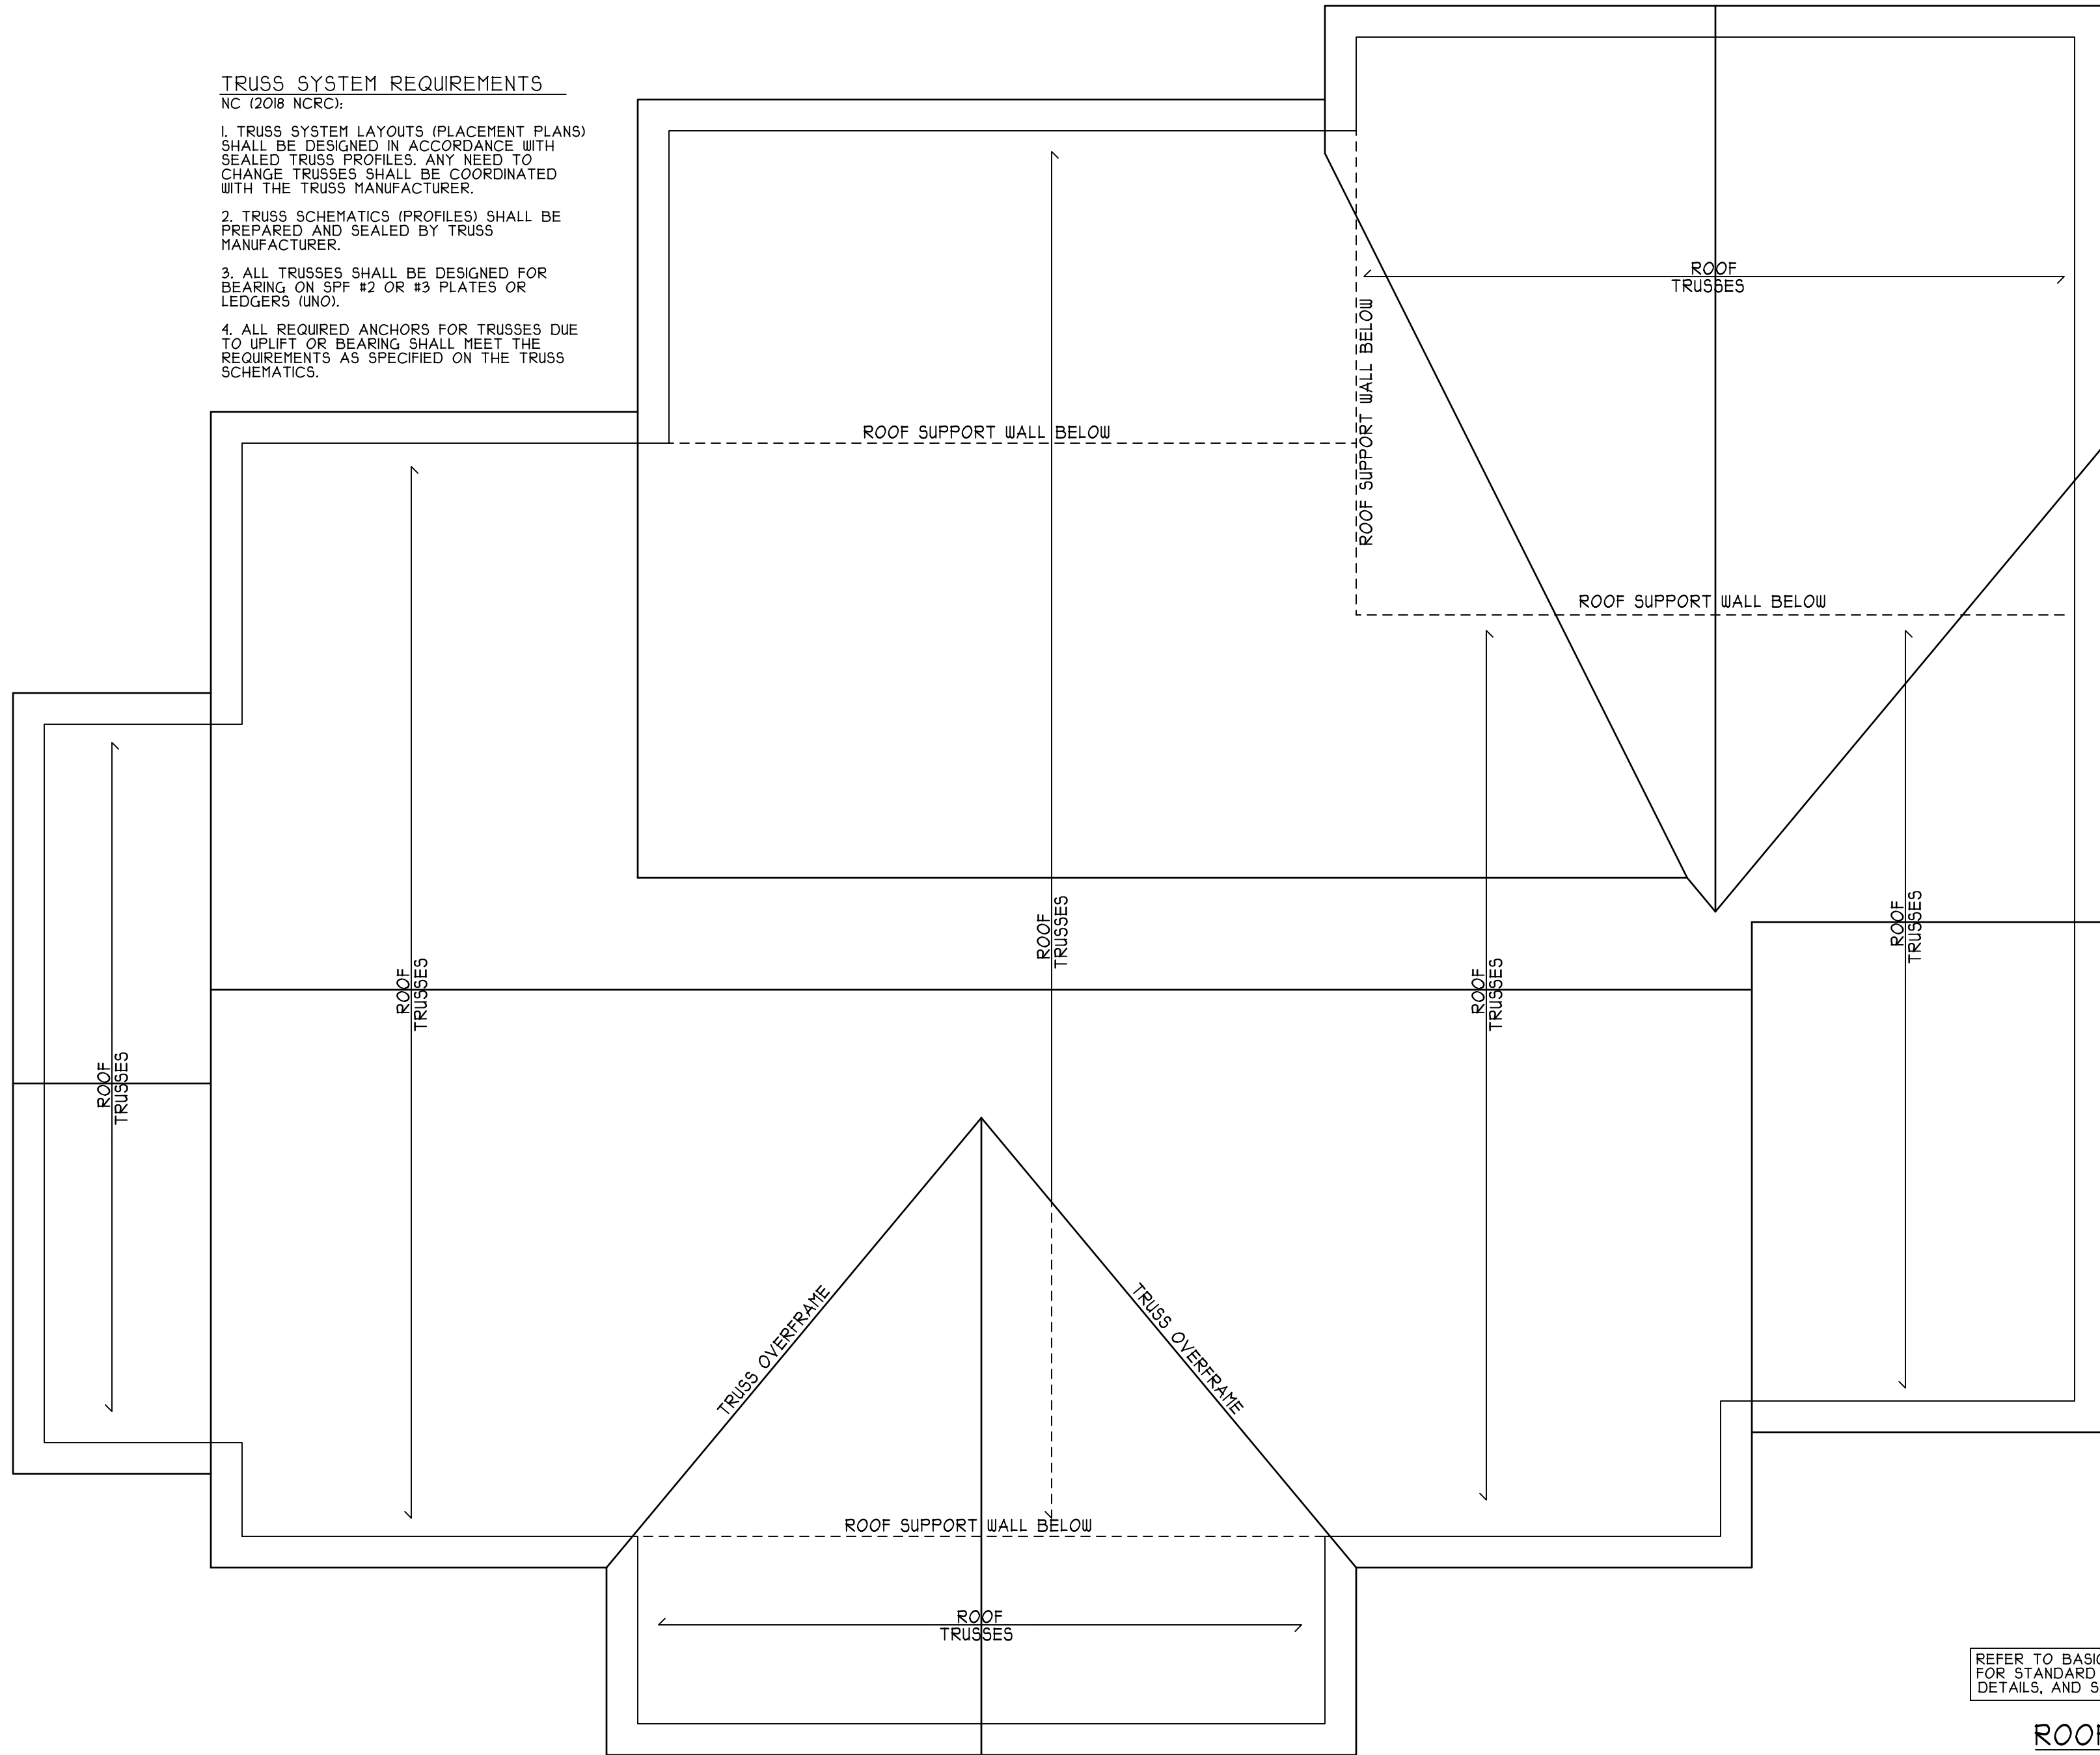 TRUSS SYSTEM REQUIREMENTS
NC (2018 NCRC):
1. TRUSS SYSTEM LAYOUTS (PLACEMENT PLANS)
SHALL BE DESIGNED IN ACCORDANCE WITH
SEALED TRUSS PROFILES. ANY NEED TO
CHANGE TRUSSES SHALL BE COORDINATED
WITH THE TRUSS MANUFACTURER.
2. TRUSS SCHEMATICS (PROFILES) SHALL BE
PREPARED AND SEALED BY TRUSS
MANUFACTURER.
3. ALL TRUSSES SHALL BE DESIGNED FOR
BEARING ON SPF #2 OR #3 PLATES OR
LEDGERS (UNO).
4. ALL REQUIRED ANCHORS FOR TRUSSES DUE
TO UPLIFT OR BEARING SHALL MEET THE
REQUIREMENTS AS SPECIFIED ON THE TRUSS
SCHEMATICS.
ROOF
TRUSSES
ROOF SUPPORT WALL BELOW
ROOF SUPPORT WALL BELOW
ROOF SUPPORT WALL BELOW
ROOF
TRUSSES
ROOF
TRUSSES
ROOF
TRUSSES
ROOF
TRUSSES
ROOF
TRUSSES
TRUSS OVERFRAME
TRUSS OVERFRAME
ROOF SUPPORT WALL BELOW
ROOF
TRUSSES
REFER TO
FOR STANDARD
DETAILS, AND